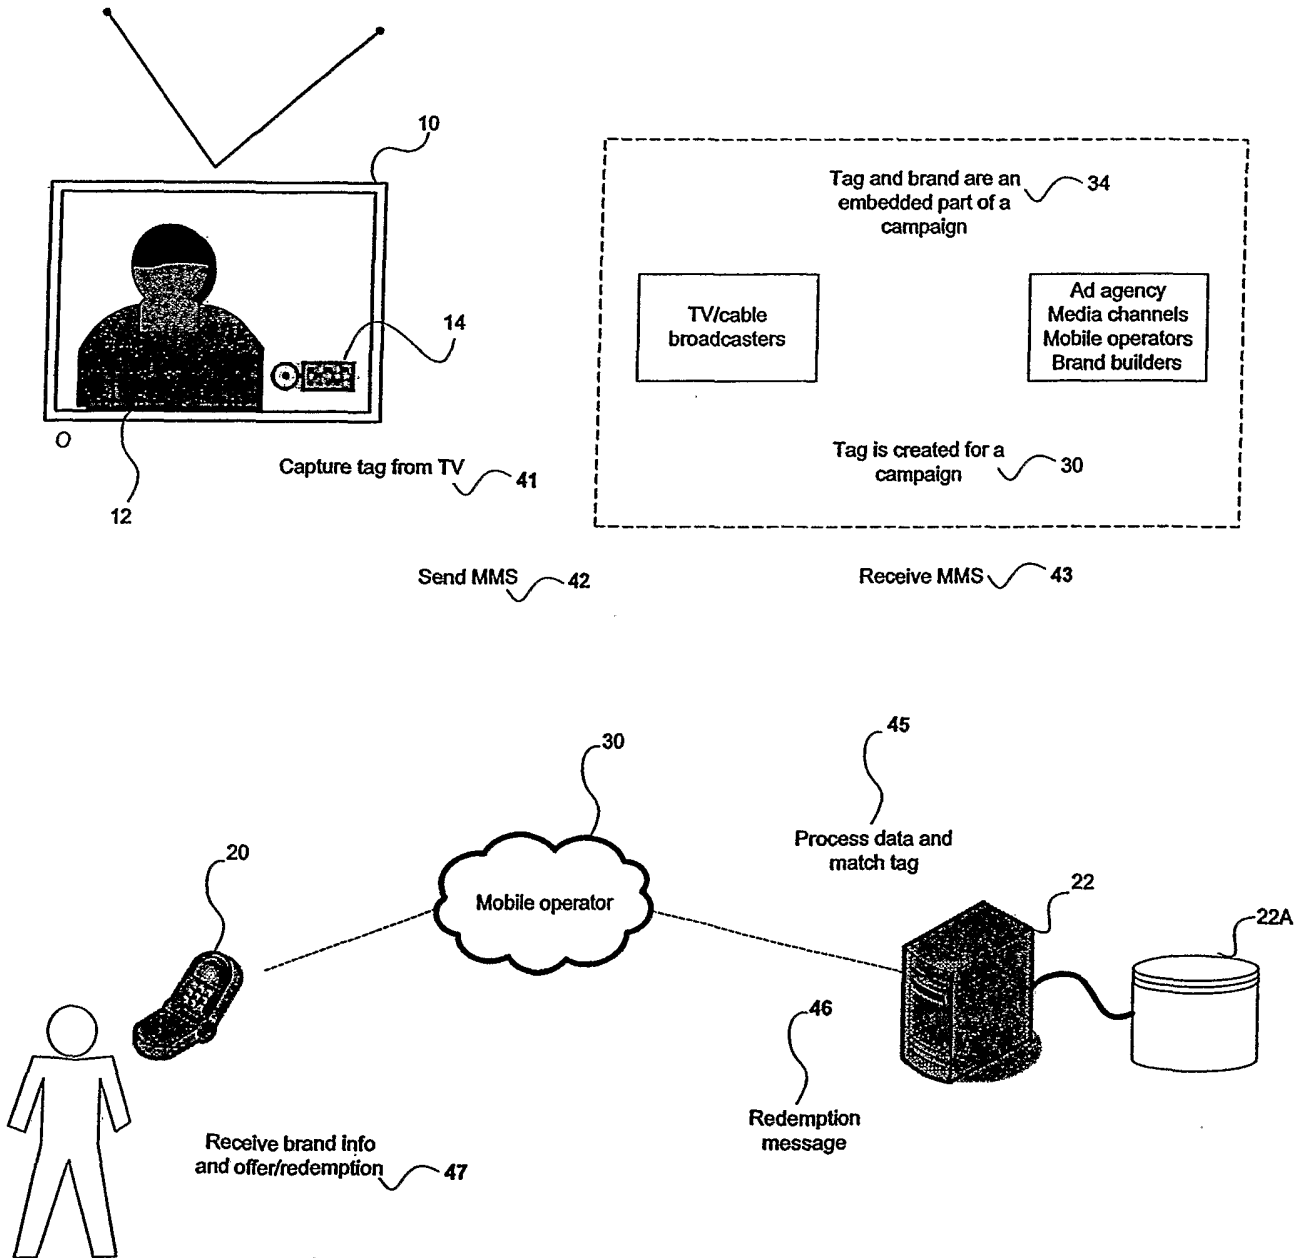 10
Tag and brand are an
embedded part of a
campaign
34
TV/cable
broadcasters
Ad agency
Media channels
Mobile operators
Brand builders
14
Tag is created for a
campaign
30
Capture tag from TV
41
12
Send MMS
42
Receive MMS
43
45
Process data and
match tag
30
Mobile operator
20
22
22A
46
Redemption
message
Receive brand info
and offer/redemption
47